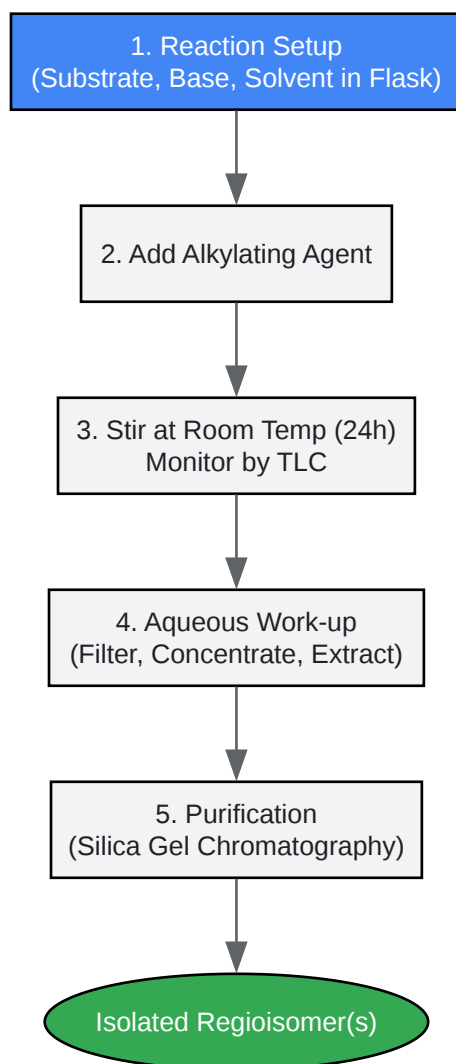 1. Reaction Setup
(Substrate, Base, Solvent in Flask)
2. Add Alkylating Agent
3. Stir at Room Temp (24h)
Monitor by TLC
4. Aqueous Work-up
(Filter, Concentrate, Extract)
5. Purification
(Silica Gel Chromatography)
Isolated Regioisomer(s)